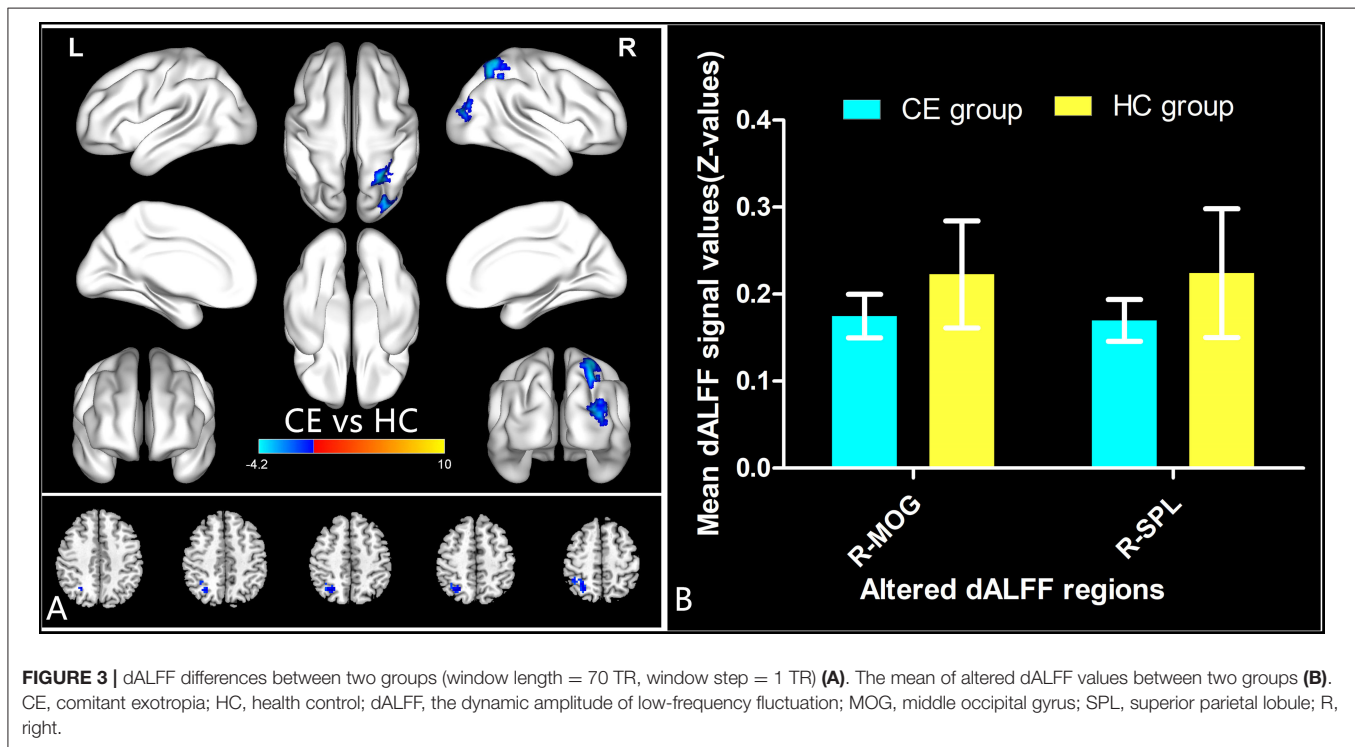 L
R
CE vs HC
-4.2
10
A
Mean dALFF signal values(Z-values)
CE group
HC group
0.4
0.3
0.2
0.1
0.0
R-MOG
R-SPL
Altered dALFF regions
B
FIGURE 3 | dALFF differences between two groups (window length = 70 TR, window step = 1 TR) (A). The mean of altered dALFF values between two groups (B).
CE, comitant exotropia; HC, health control; dALFF, the dynamic amplitude of low-frequency fluctuation; MOG, middle occipital gyrus; SPL, superior parietal lobule; R,
right.